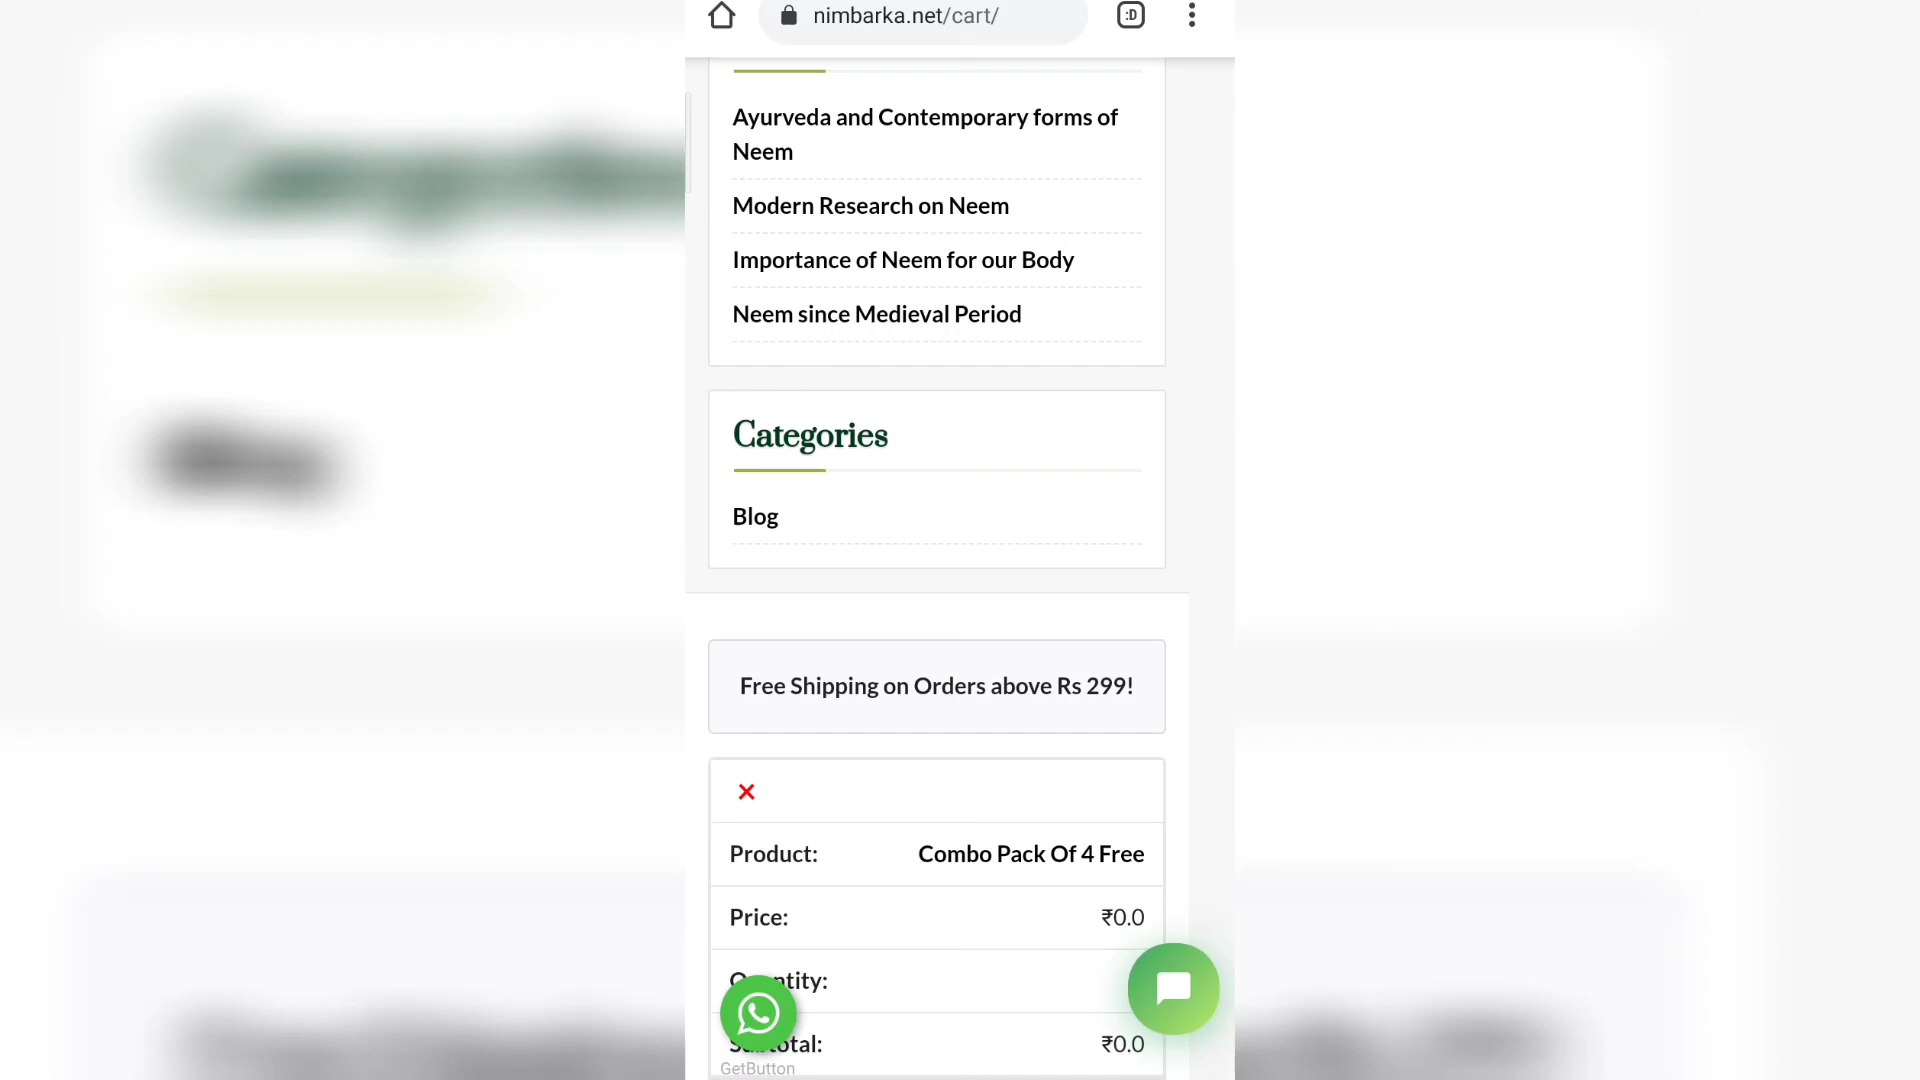 nimbarka.net/cart/
:D
Ayurveda and Contemporary forms of
Neem
Modern Research on Neem
Importance of Neem for our Body
Neem since Medieval Period
Categories
Blog
Free Shipping on Orders above Rs 299!
×
Product: Combo Pack Of 4 Free
Price: ₹0.0
Quantity:
Subtotal: ₹0.0
GetButton